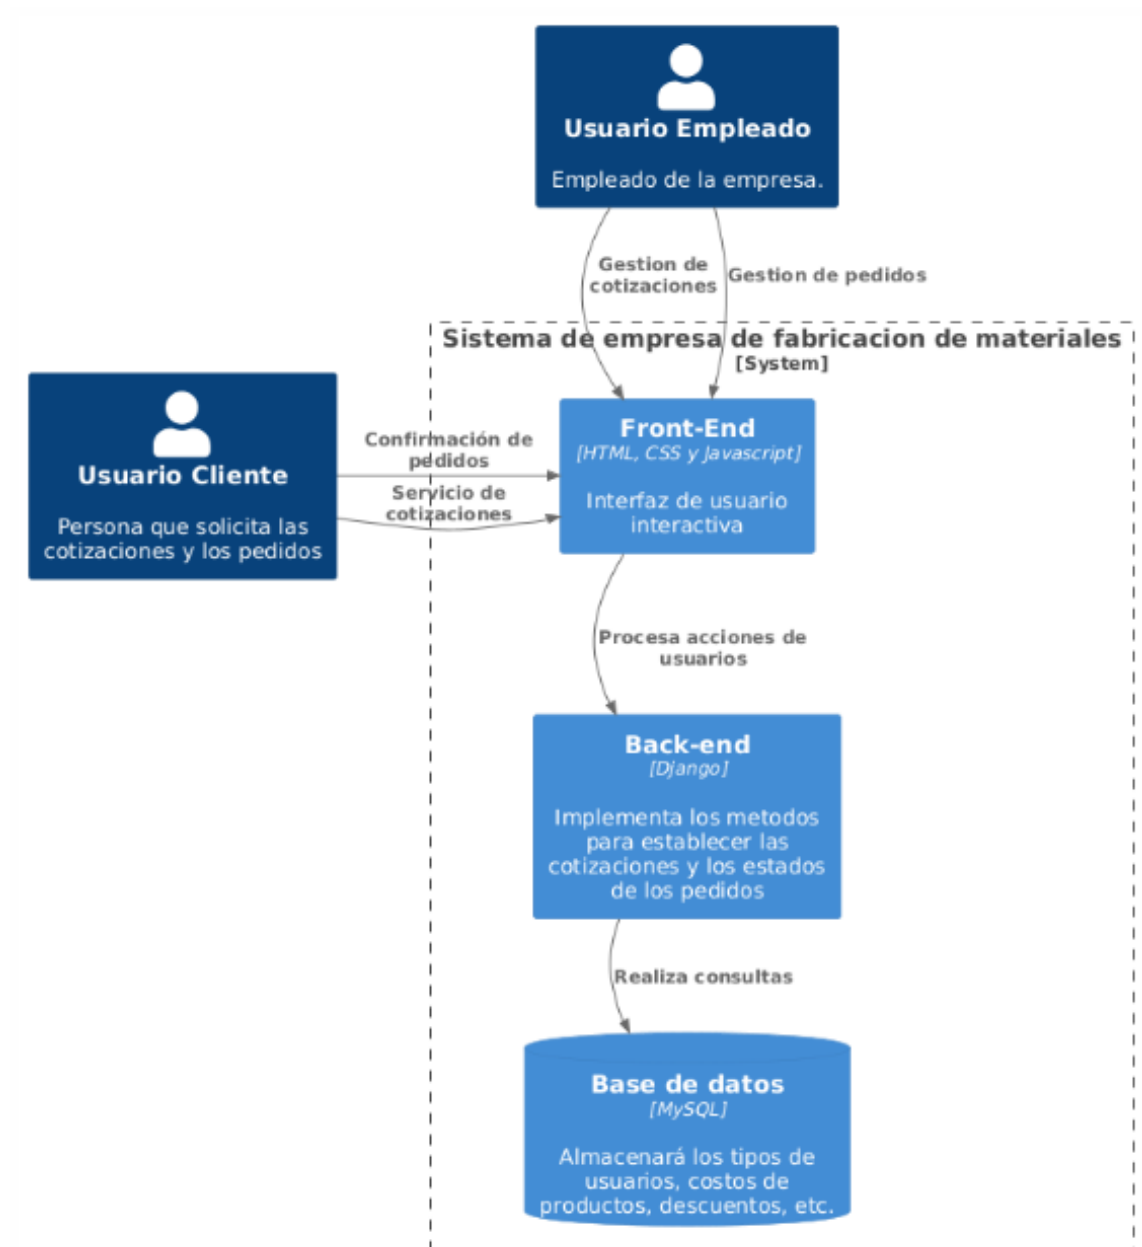 Usuario Empleado
Empleado de la empresa.
Gestion de
cotizaciones
Gestion de pedidos
Sistema de empresa de fabricacion de materiales
[System]
Usuario Cliente
Persona que solicita las
cotizaciones y los pedidos
Confirmación de
pedidos
Servicio de
cotizaciones
Front-End
[HTML, CSS y Javascript]
Interfaz de usuario
interactiva
Procesa acciones de
usuarios
Back-end
[Django]
Implementa los metodos
para establecer las
cotizaciones y los estados
de los pedidos
Realiza consultas
Base de datos
[MySQL]
Almacenará los tipos de
usuarios, costos de
productos, descuentos, etc.